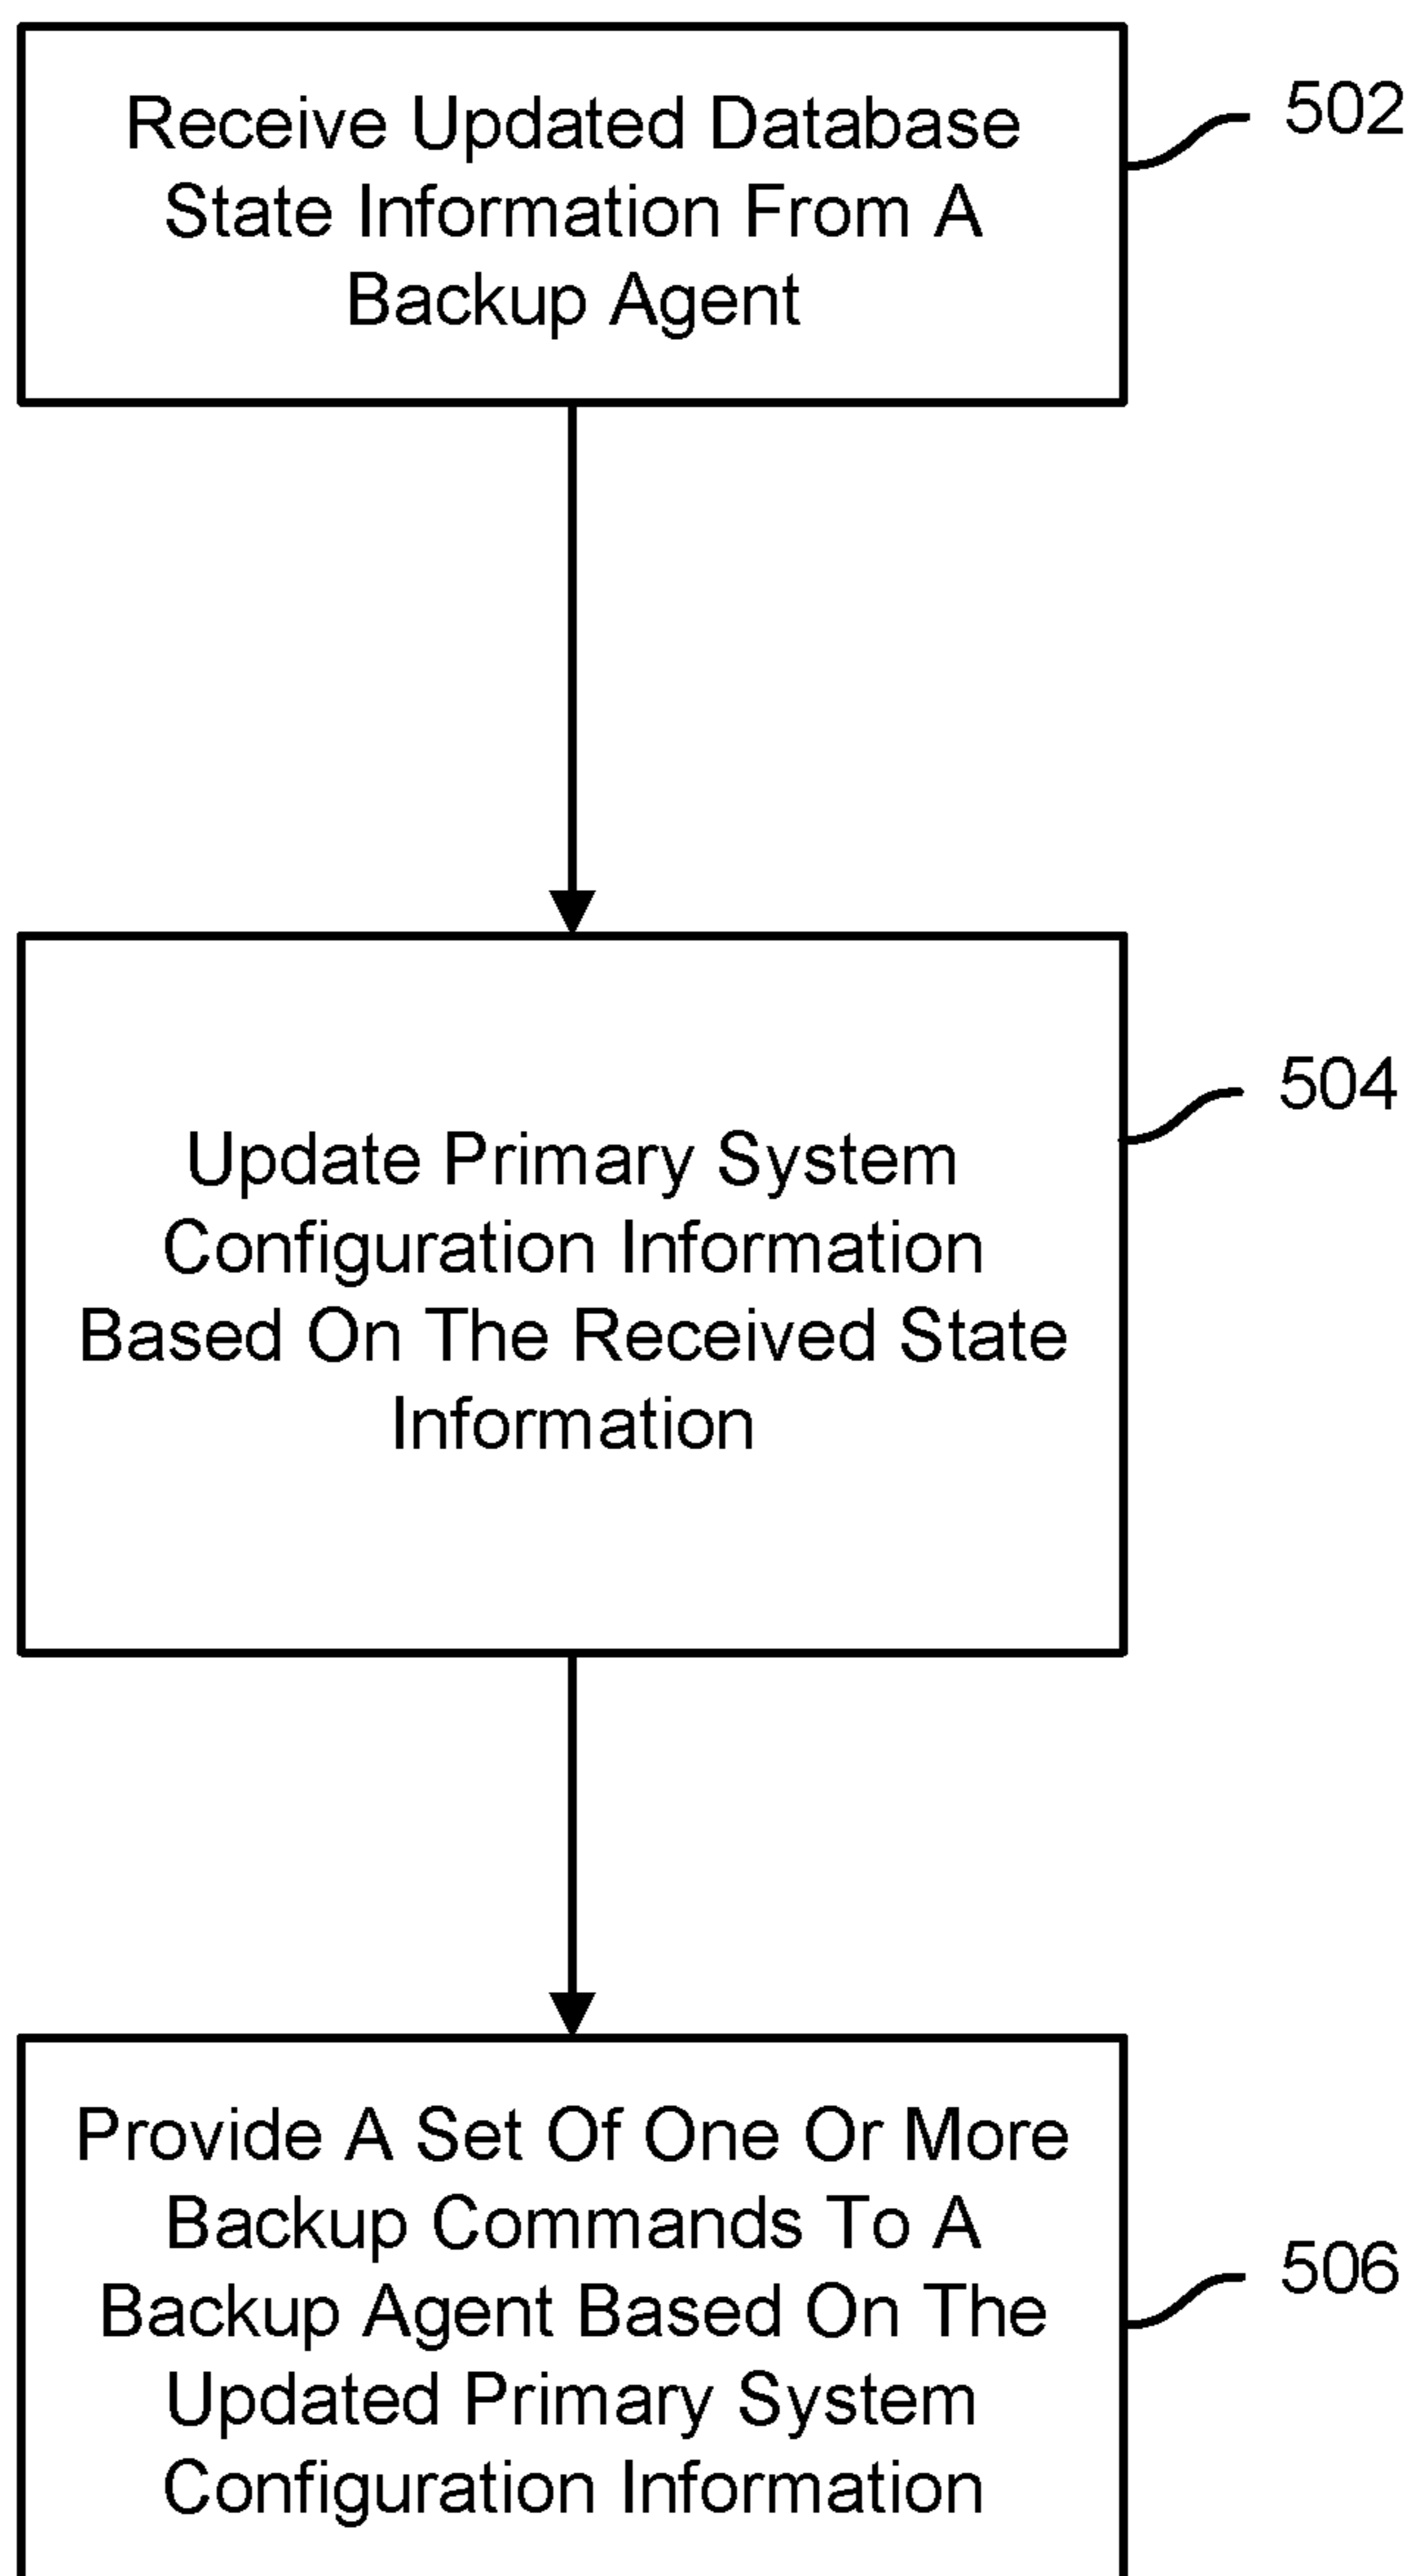 Receive Updated Database
State Information From A
Backup Agent
502
Update Primary System
Configuration Information
Based On The Received State
Information
504
Provide A Set Of One Or More
Backup Commands To A
Backup Agent Based On The
Updated Primary System
Configuration Information
506